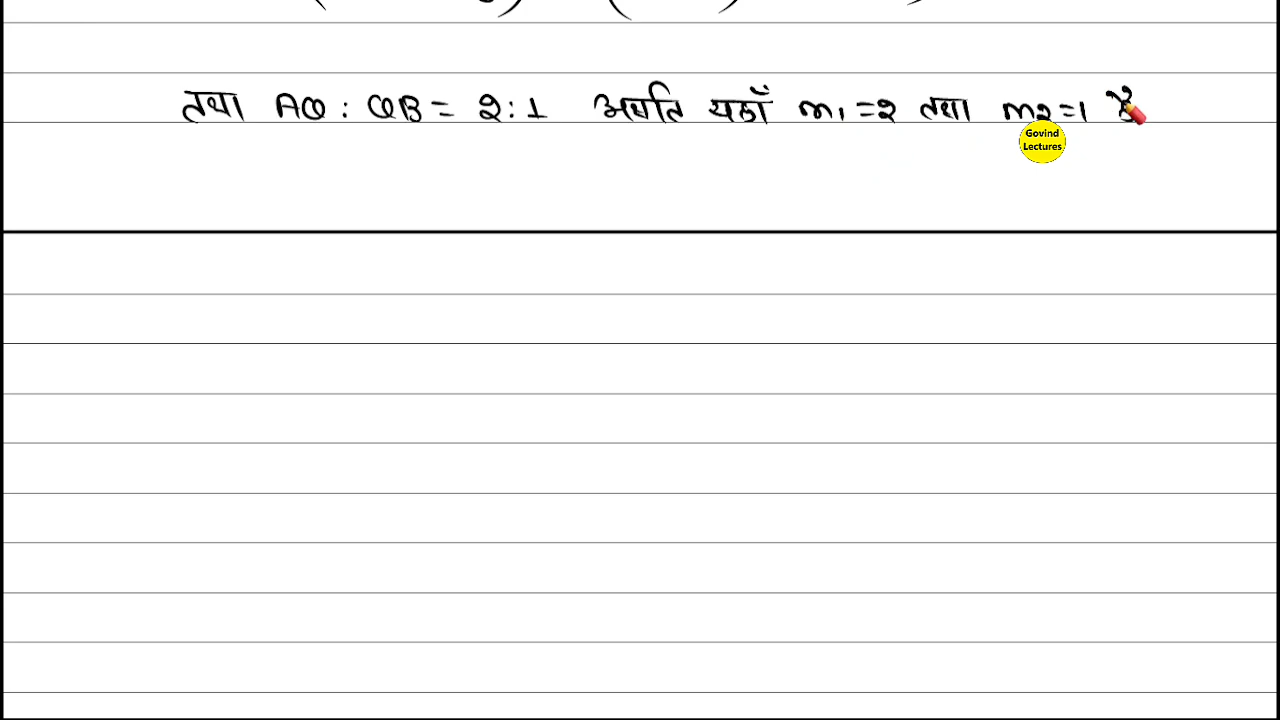 तथा AQ : QB = 2:1 अर्थात यहाँ m1=2 तथा m2=1 है
Govind
Lectures